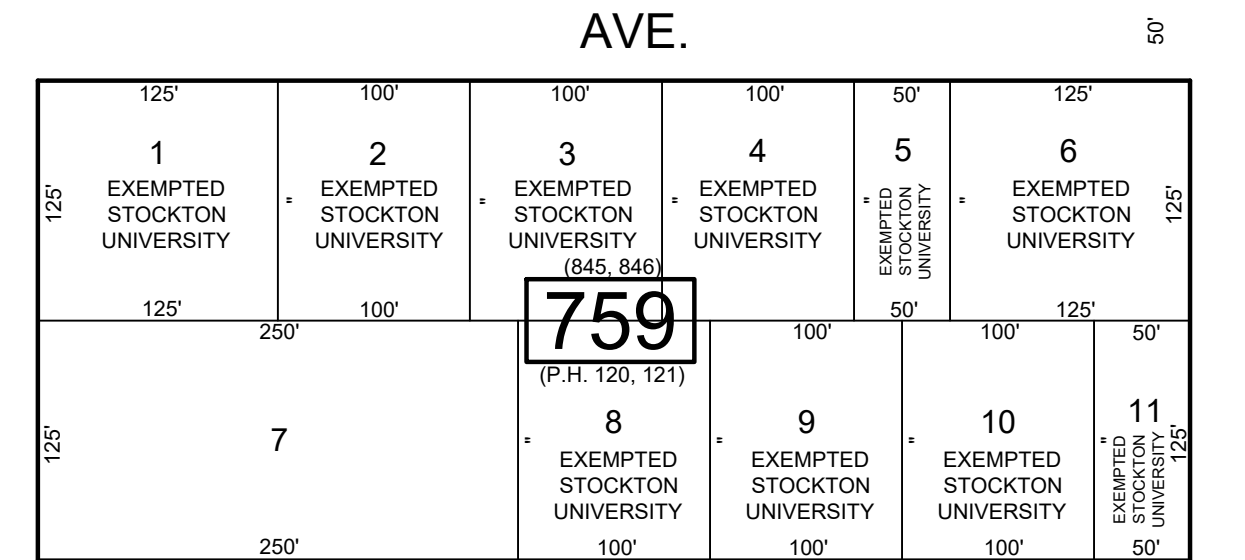 AVE.
50'
125' 100' 100' 100' 50' 125'
1 2 3 4 5 6
125'
EXEMPTED
STOCKTON
UNIVERSITY
"
EXEMPTED
STOCKTON
UNIVERSITY
"
EXEMPTED
STOCKTON
UNIVERSITY
"
EXEMPTED
STOCKTON
UNIVERSITY
"
EXEMPTED
STOCKTON
UNIVERSITY
"
EXEMPTED
STOCKTON
UNIVERSITY
125'
(845, 846)
125' 100' 50' 125'
759
(P.H. 120, 121)
250' 100' 100' 50'
125'
7
"
8
EXEMPTED
STOCKTON
UNIVERSITY
"
9
EXEMPTED
STOCKTON
UNIVERSITY
"
10
EXEMPTED
STOCKTON
UNIVERSITY
"
11
EXEMPTED
STOCKTON
UNIVERSITY
125'
250' 100' 100' 100' 50'